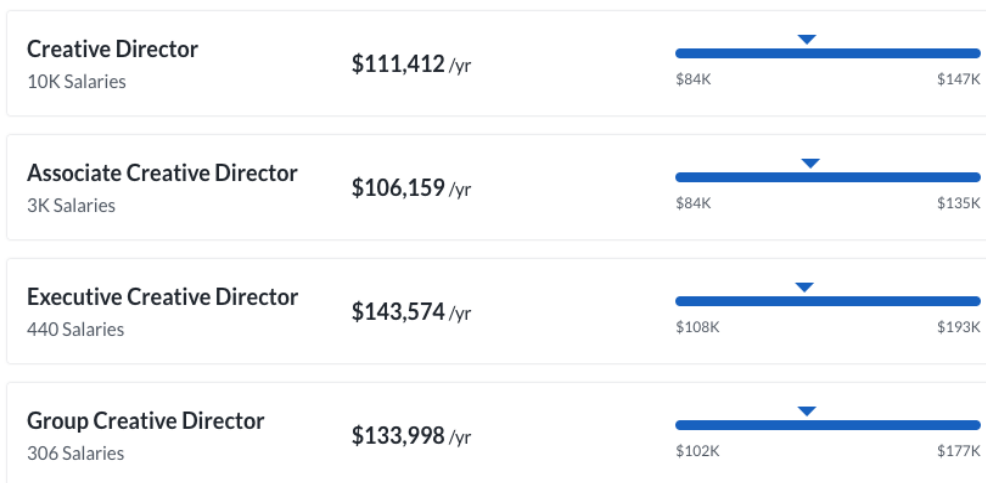 Creative Director
10K Salaries
$111,412 /yr
$84K $147K
Associate Creative Director
3K Salaries
$106,159 /yr
$84K $135K
Executive Creative Director
440 Salaries
$143,574 /yr
$108K $193K
Group Creative Director
306 Salaries
$133,998 /yr
$102K $177K